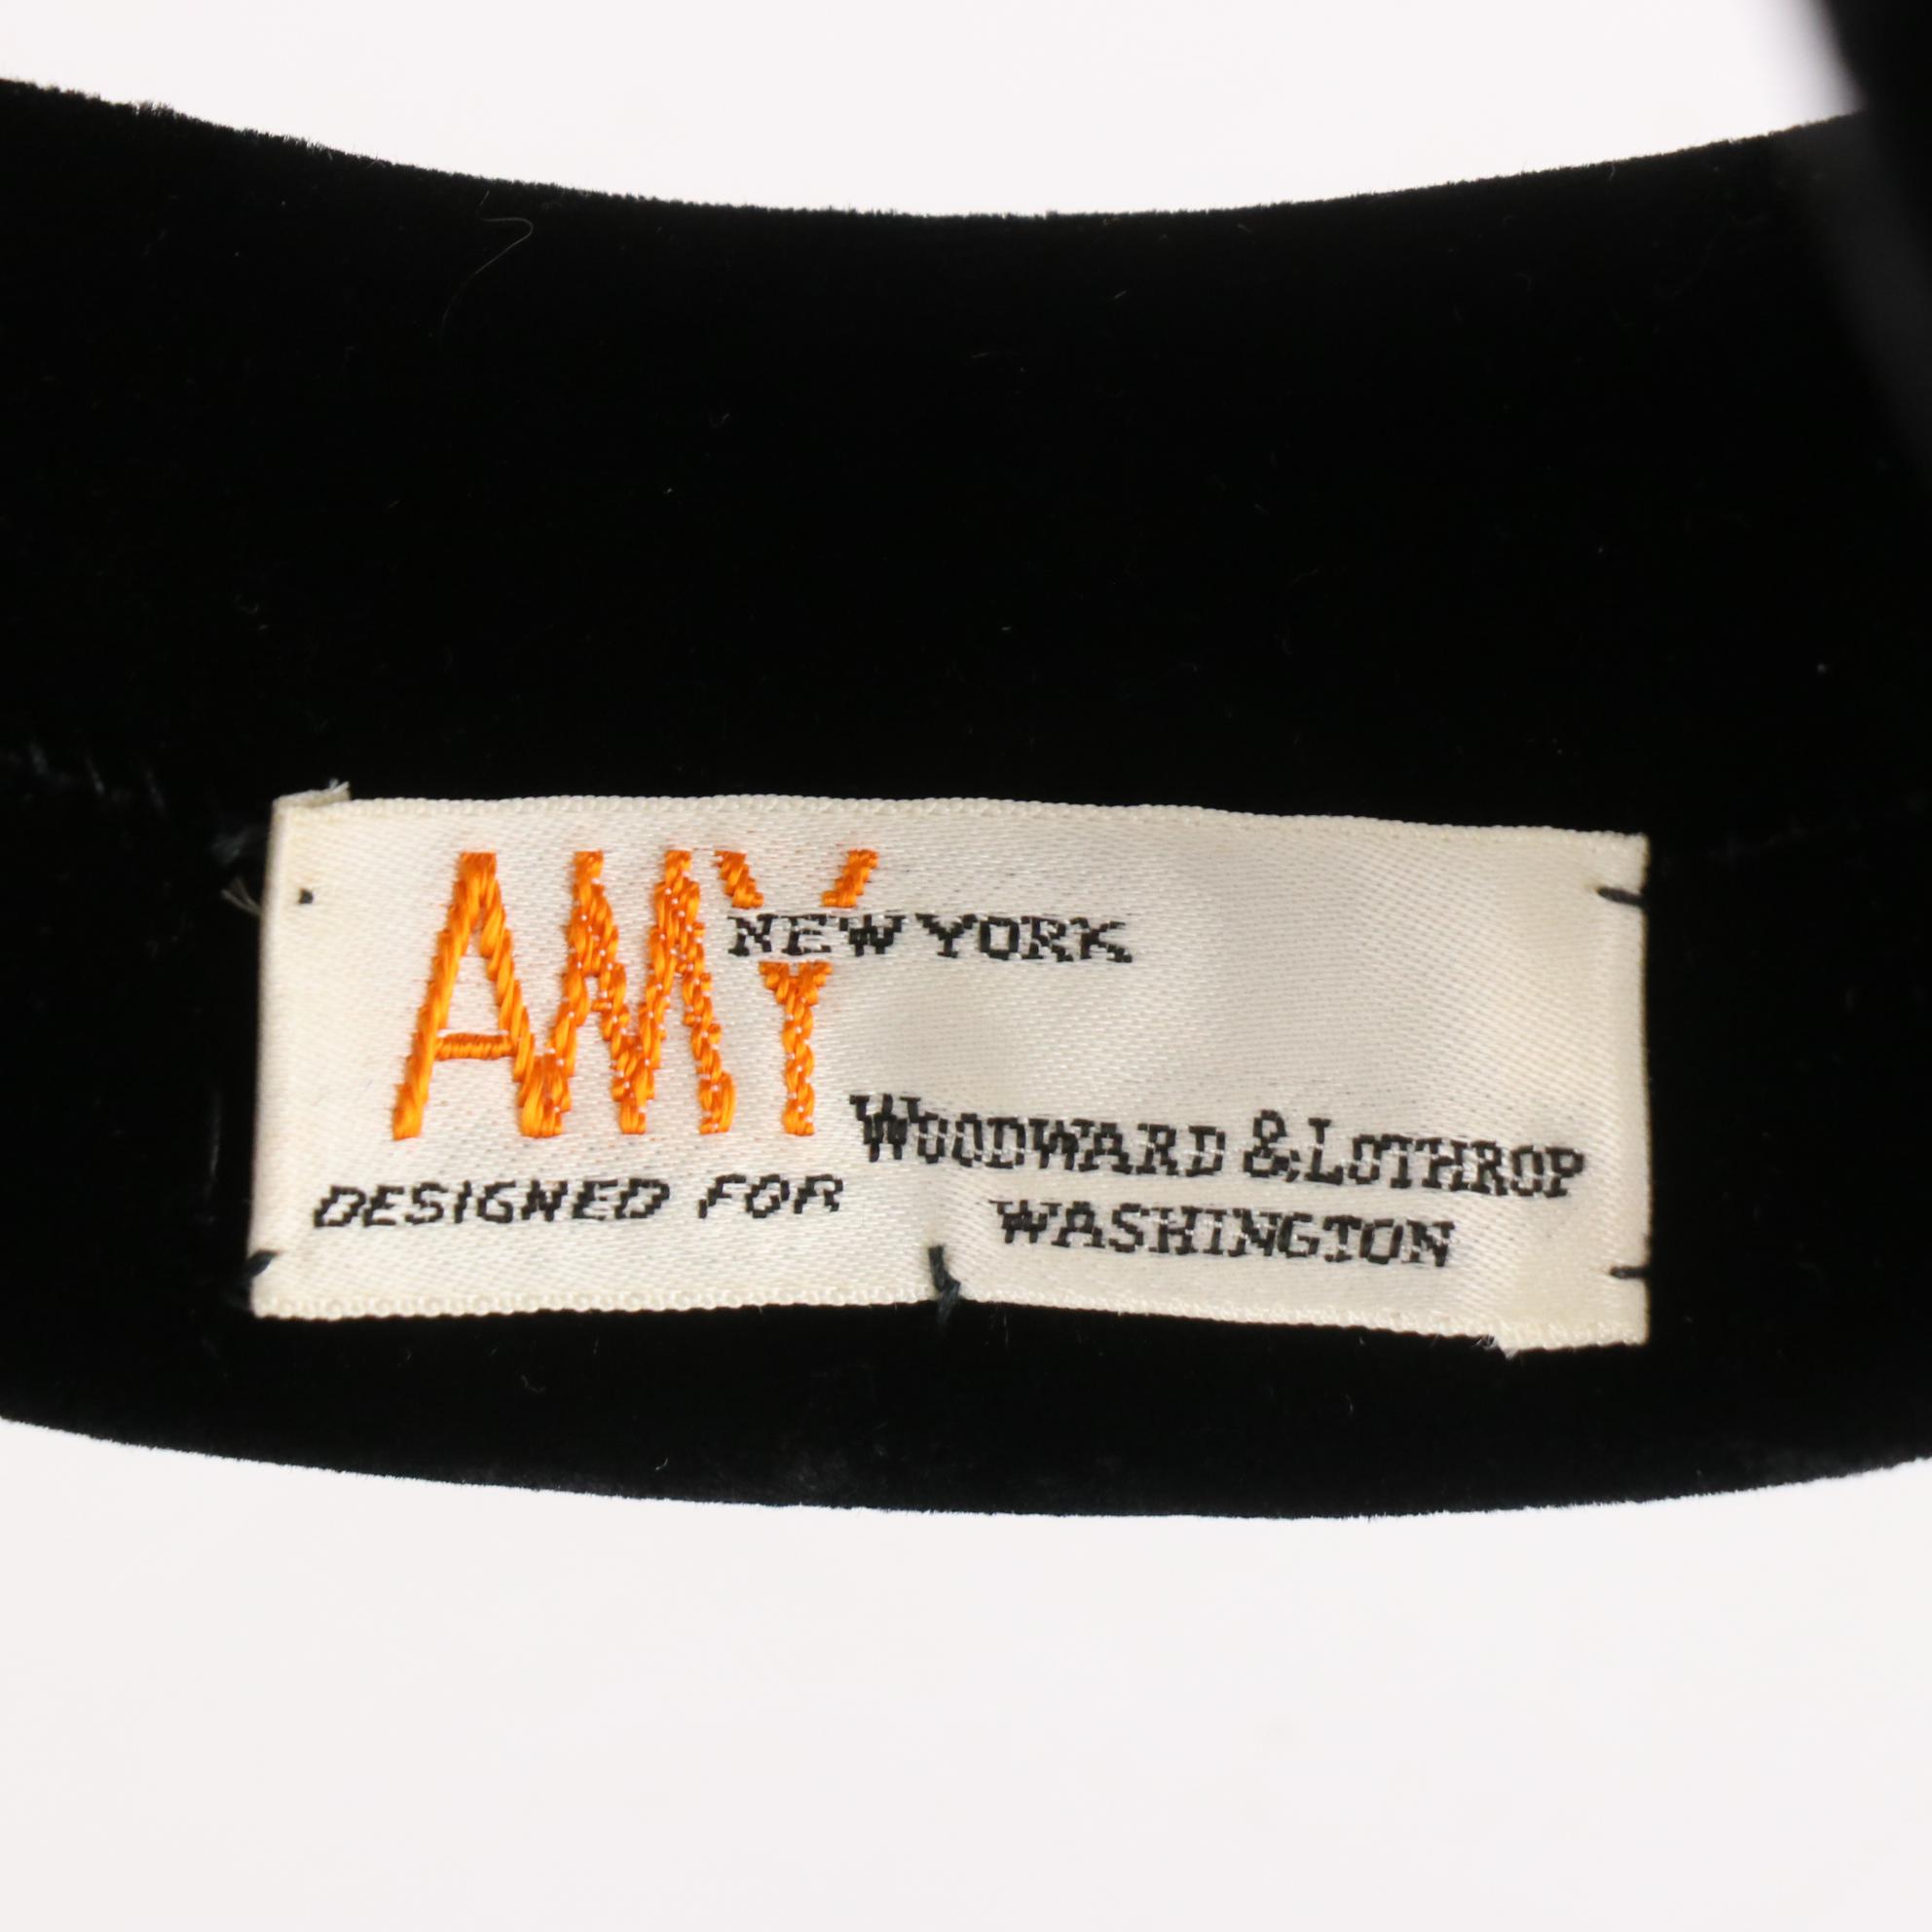 AMY
NEW YORK
DESIGNED FOR
WOODWARD & LOTHROP
WASHINGTON